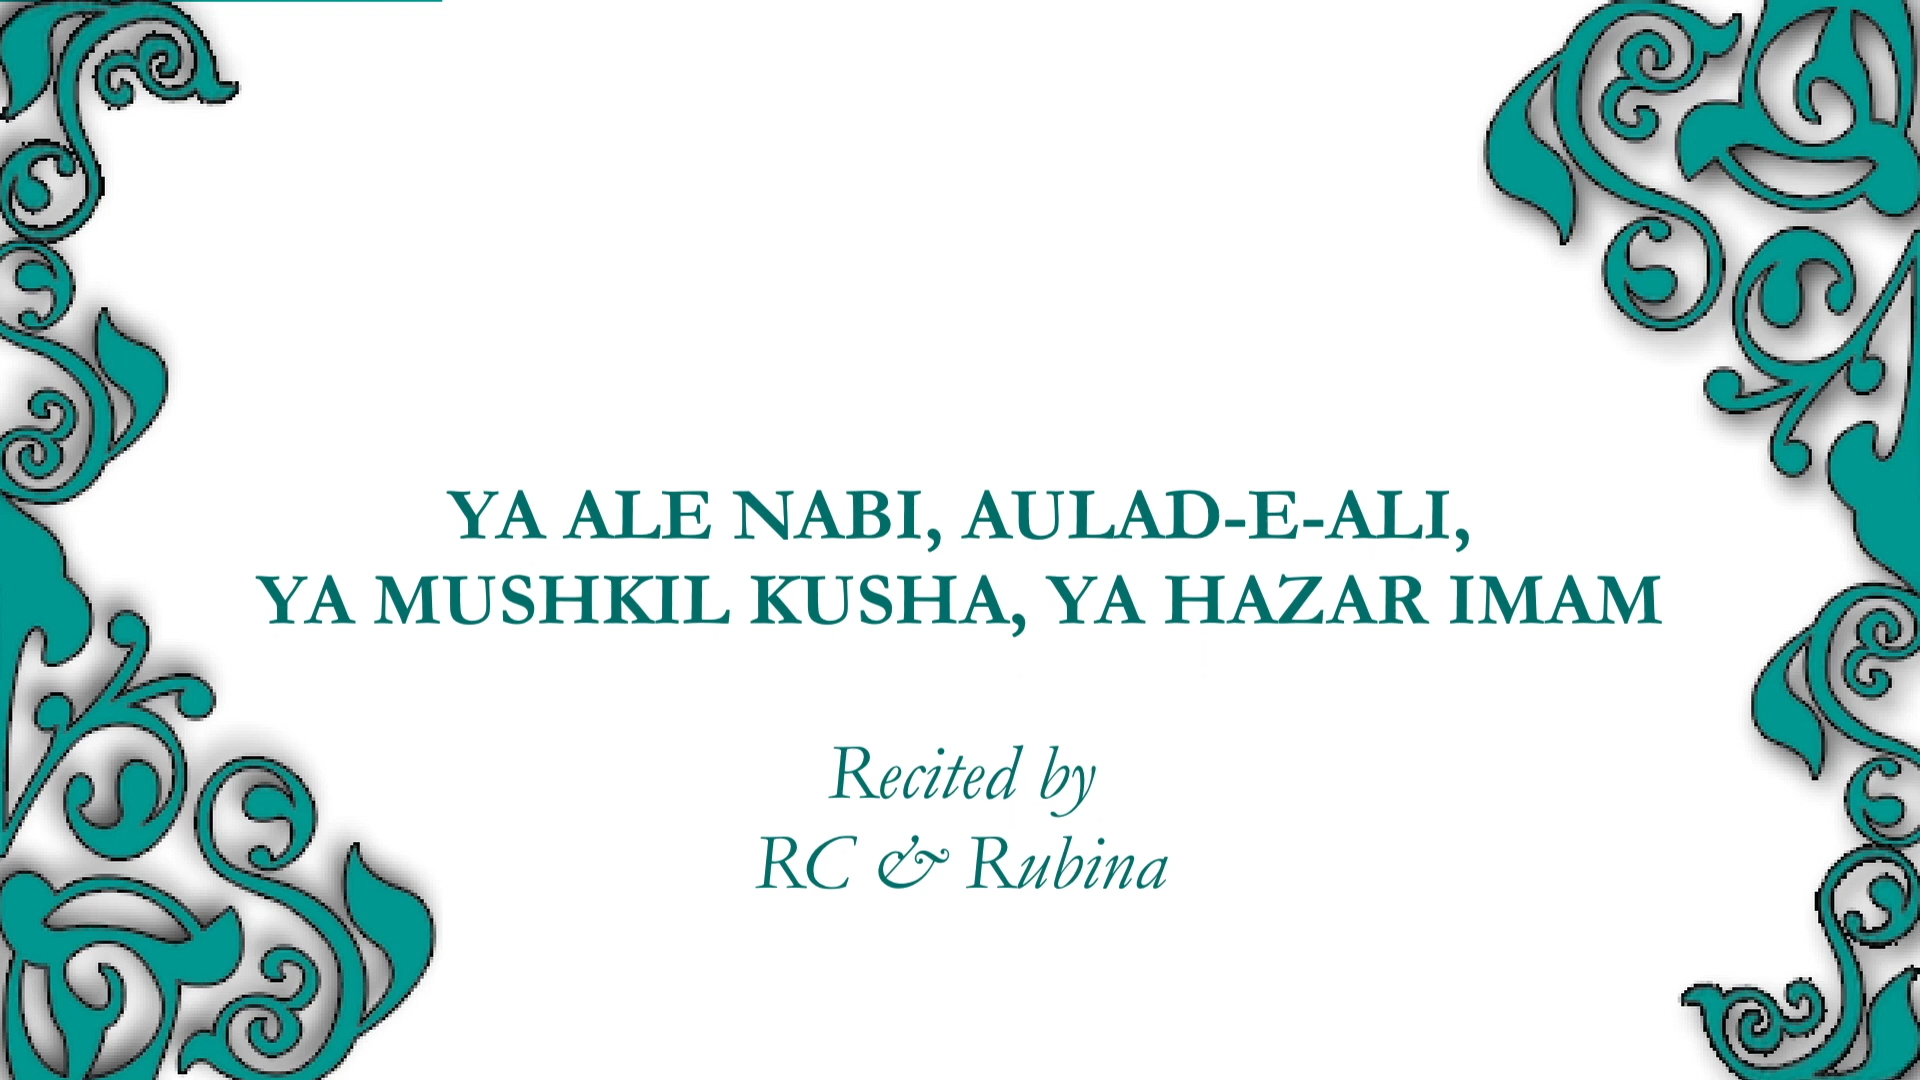 YA ALE NABI, AULAD-E-ALI,
YA MUSHKIL KUSHA, YA HAZAR IMAM
Recited by
RC & Rubina